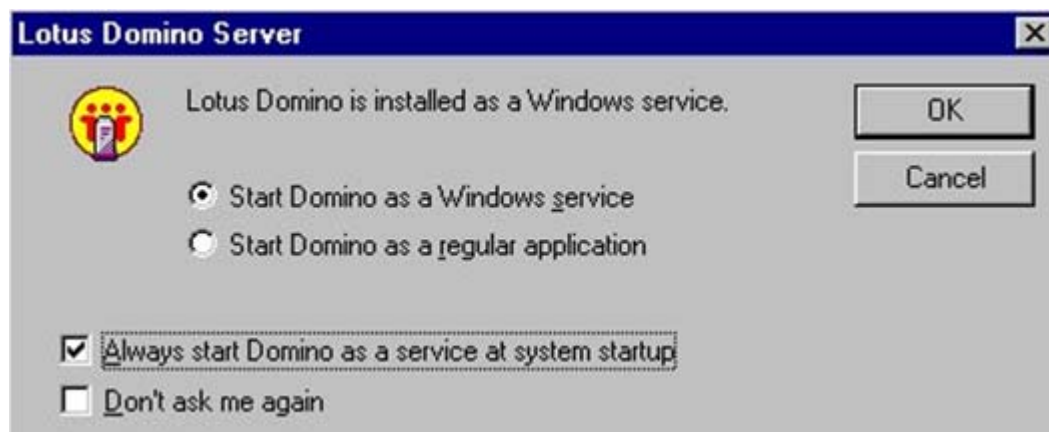 Lotus Domino Server
Lotus Domino is installed as a Windows service.
OK
Cancel
Start Domino as a Windows service
Start Domino as a regular application
Always start Domino as a service at system startup
Don't ask me again